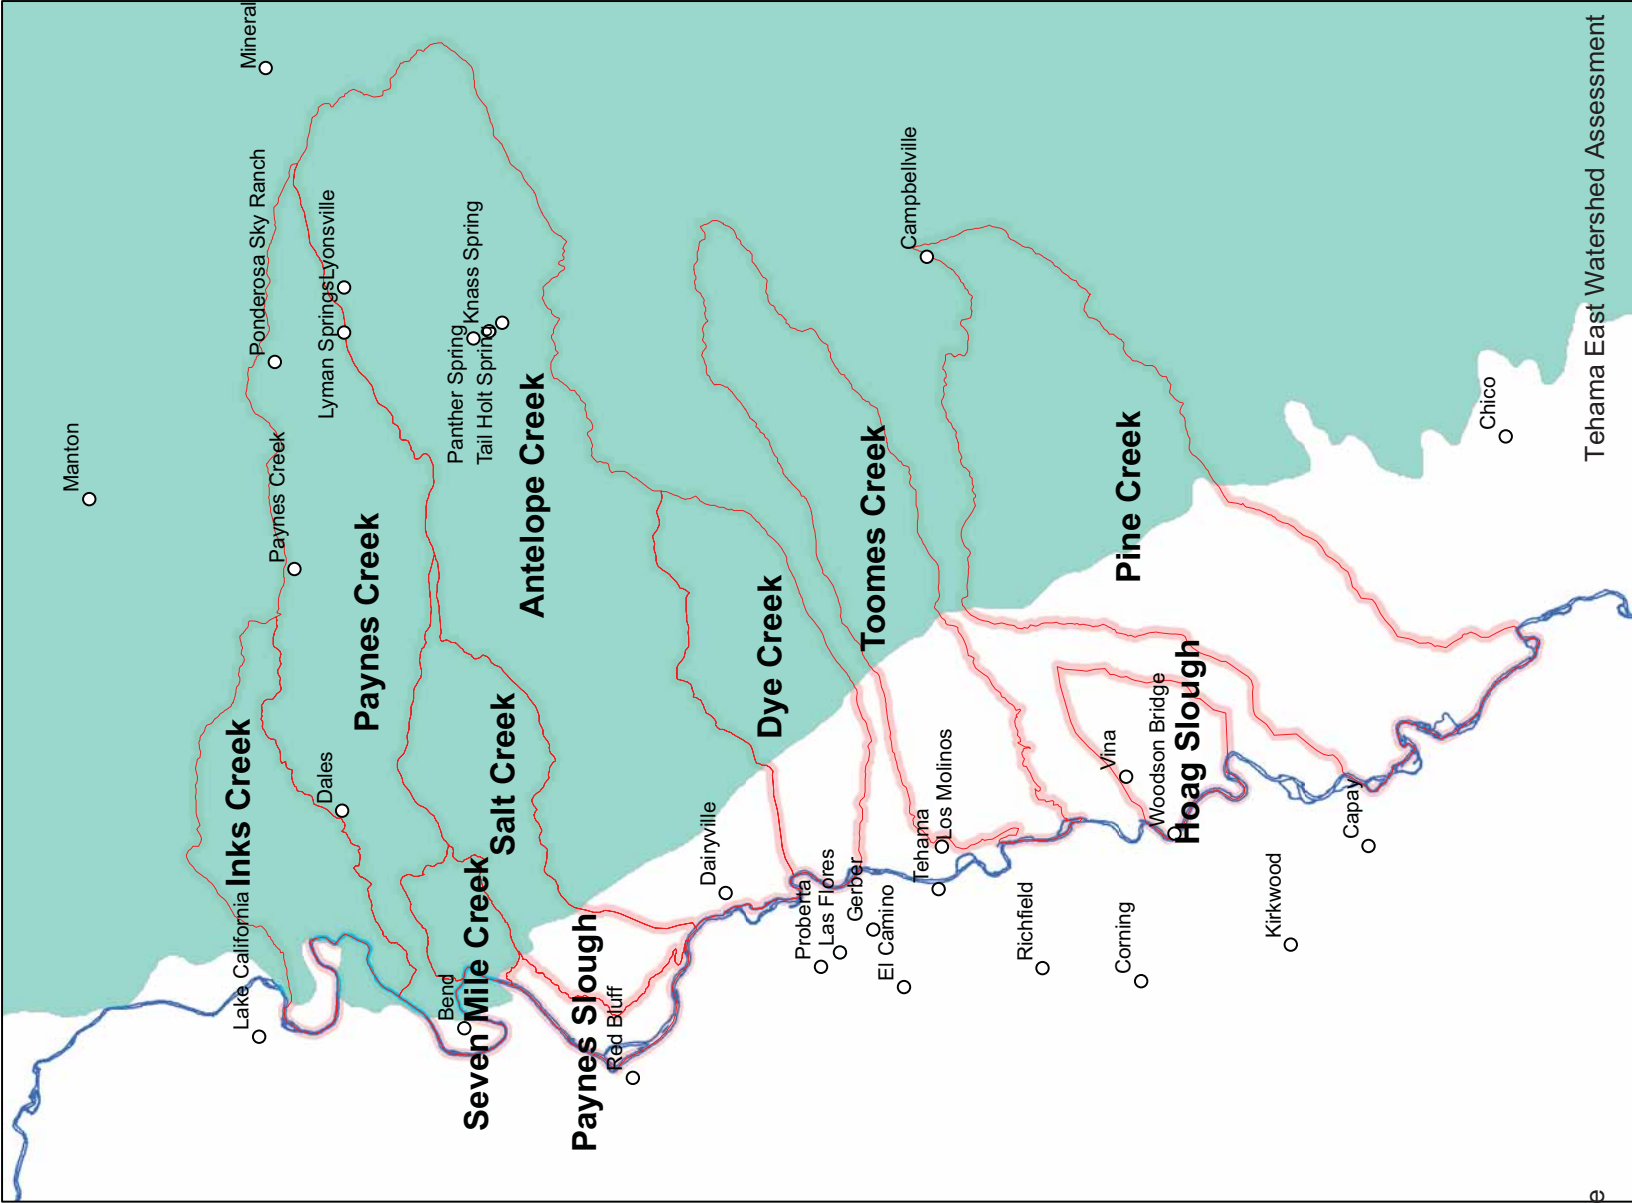 Mineral
Manton
Ponderosa Sky Ranch
Lyonsville
Lyman Springs
Paynes Creek
Knass Spring
Panther Spring
Tail Holt Spring
Campbellville
Antelope Creek
Paynes Creek
Inks Creek
Dales
Salt Creek
Lake California
Bend
Seven Mile Creek
Paynes Slough
Red Bluff
Dye Creek
Dairyville
Toomes Creek
Proberta
Las Flores
Gerber
El Camino
Tehama
Los Molinos
Pine Creek
Vina
Woodson Bridge
Hoag Slough
Richfield
Corning
Kirkwood
Capay
Chico
Tehama East Watershed Assessment
e